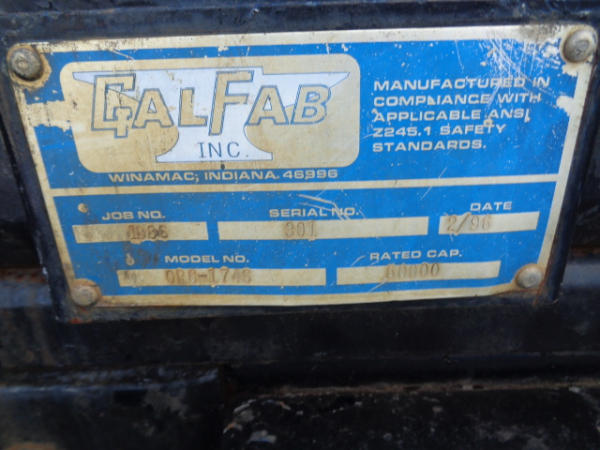 GALFAB
INC.
WINAMAC, INDIANA. 46996
MANUFACTURED IN
COMPLIANCE WITH
APPLICABLE ANSI
Z245.1 SAFETY
STANDARDS.
JOB NO. SERIAL NO. DATE
301 2/96
MODEL NO. RATED CAP.
60000